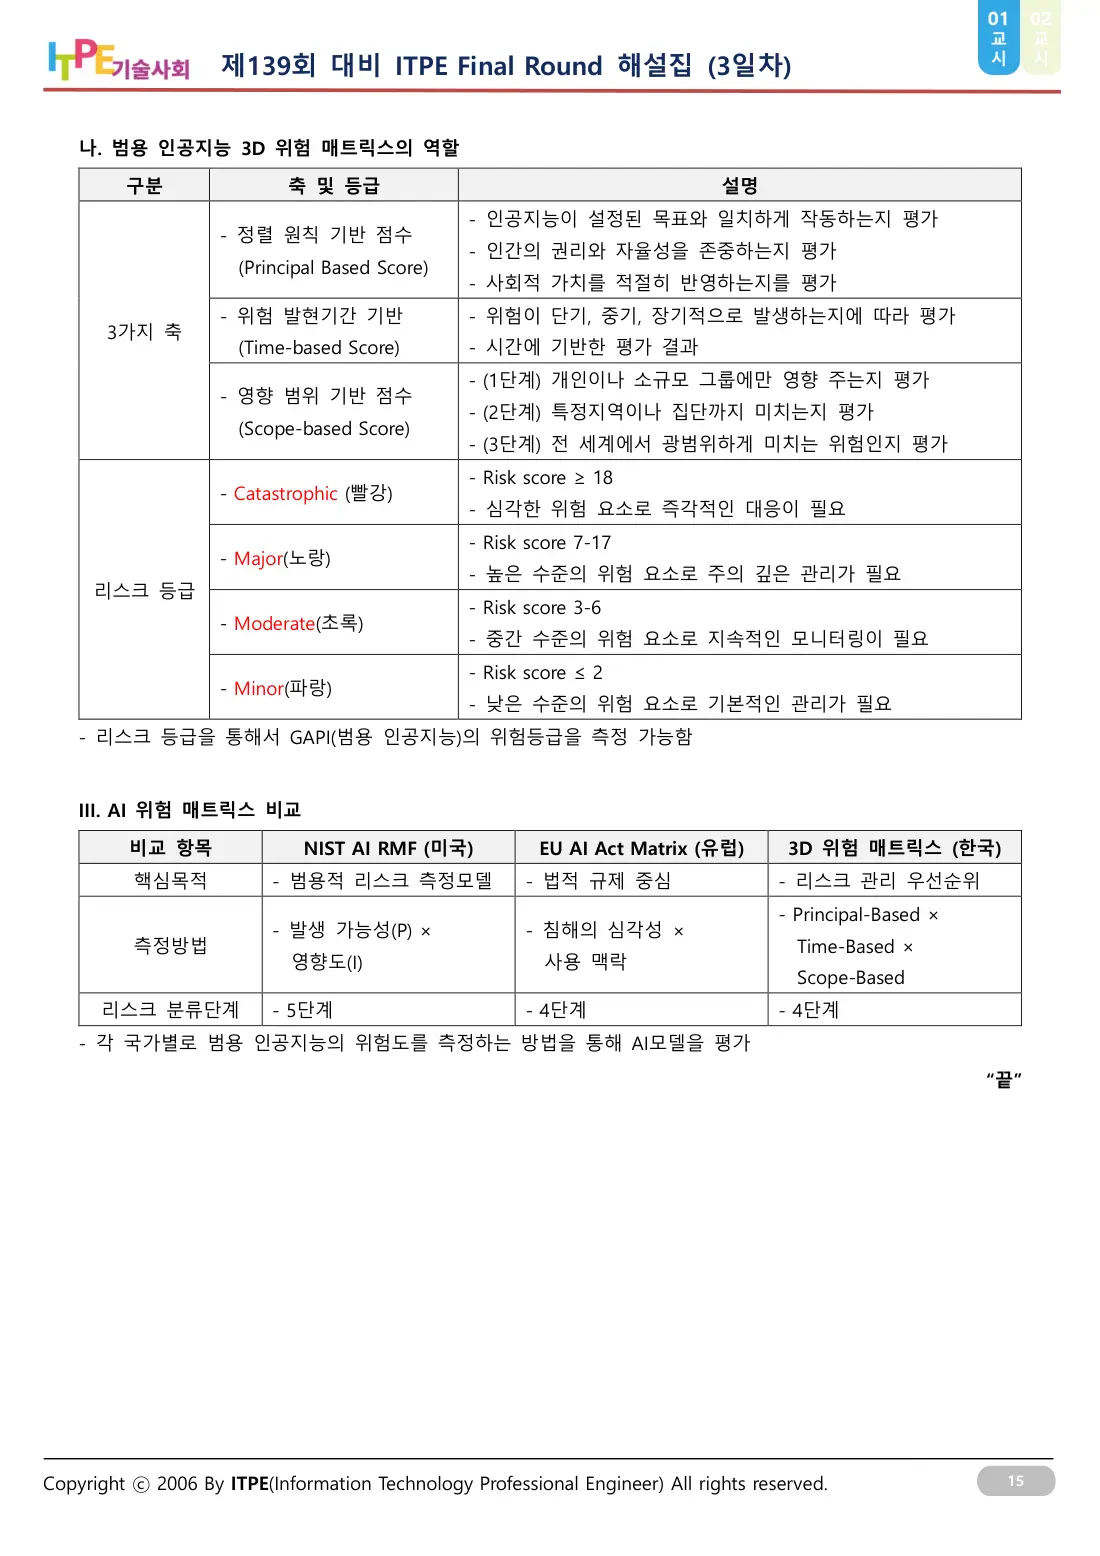 ITPE기술사회 제139회 대비 ITPE Final Round 해설집 (3일차)
01 교시
02 교시
나. 범용 인공지능 3D 위험 매트릭스의 역할
구분 축 및 등급 설명
3가지 축
- 정렬 원칙 기반 점수
(Principal Based Score)
- 인공지능이 설정된 목표와 일치하게 작동하는지 평가
- 인간의 권리와 자율성을 존중하는지 평가
- 사회적 가치를 적절히 반영하는지를 평가
- 위험 발현기간 기반
(Time-based Score)
- 위험이 단기, 중기, 장기적으로 발생하는지에 따라 평가
- 시간에 기반한 평가 결과
- 영향 범위 기반 점수
(Scope-based Score)
- (1단계) 개인이나 소규모 그룹에만 영향 주는지 평가
- (2단계) 특정지역이나 집단까지 미치는지 평가
- (3단계) 전 세계에서 광범위하게 미치는 위험인지 평가
리스크 등급
- Catastrophic (빨강)
- Risk score ≥ 18
- 심각한 위험 요소로 즉각적인 대응이 필요
- Major(노랑)
- Risk score 7-17
- 높은 수준의 위험 요소로 주의 깊은 관리가 필요
- Moderate(초록)
- Risk score 3-6
- 중간 수준의 위험 요소로 지속적인 모니터링이 필요
- Minor(파랑)
- Risk score ≤ 2
- 낮은 수준의 위험 요소로 기본적인 관리가 필요
- 리스크 등급을 통해서 GAPI(범용 인공지능)의 위험등급을 측정 가능함
III. AI 위험 매트릭스 비교
비교 항목 NIST AI RMF (미국) EU AI Act Matrix (유럽) 3D 위험 매트릭스 (한국)
핵심목적 - 범용적 리스크 측정모델 - 법적 규제 중심 - 리스크 관리 우선순위
측정방법
- 발생 가능성(P) ×
영향도(I)
- 침해의 심각성 ×
사용 맥락
- Principal-Based ×
Time-Based ×
Scope-Based
리스크 분류단계 - 5단계 - 4단계 - 4단계
- 각 국가별로 범용 인공지능의 위험도를 측정하는 방법을 통해 AI모델을 평가
“끝”
Copyright ⓒ 2006 By ITPE(Information Technology Professional Engineer) All rights reserved.
15